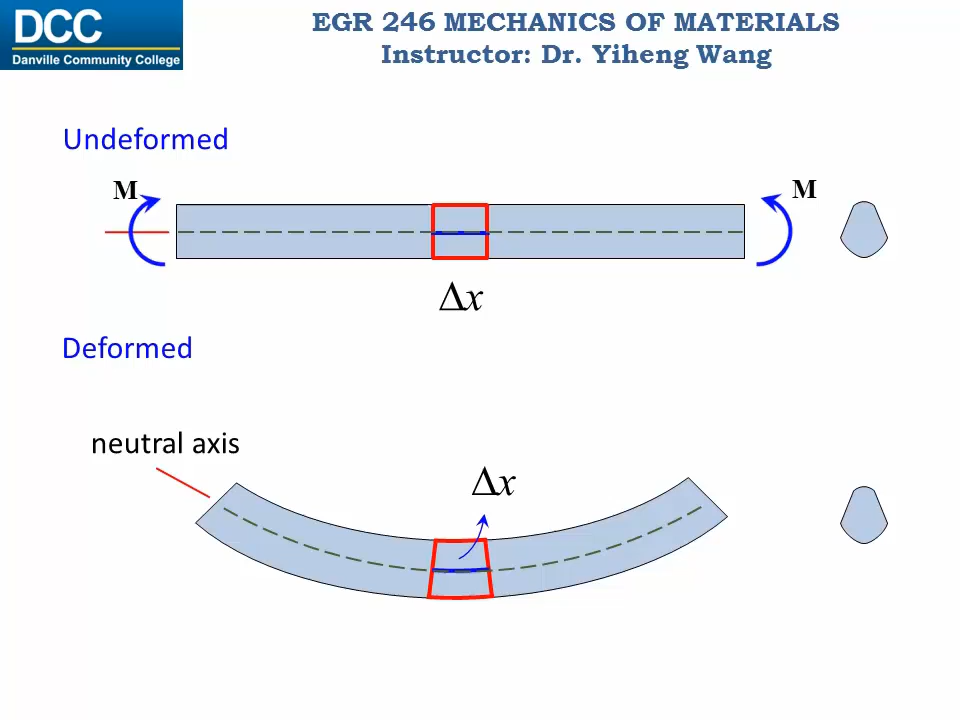 DCC
Danville Community College
EGR 246 MECHANICS OF MATERIALS
Instructor: Dr. Yiheng Wang
Undeformed
M
M
Δx
Deformed
neutral axis
Δx